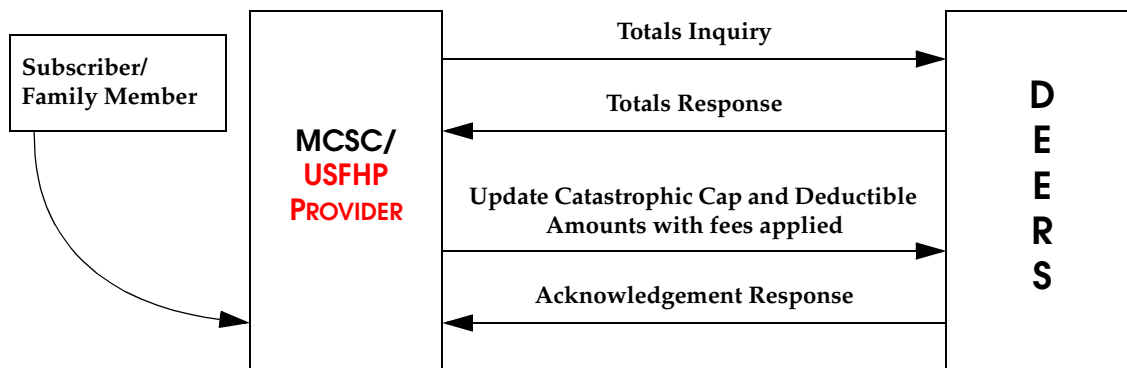 Subscriber/
Family Member
MCSC/
USFHP
PROVIDER
Totals Inquiry
Totals Response
Update Catastrophic Cap and Deductible
Amounts with fees applied
Acknowledgement Response
D
E
E
R
S